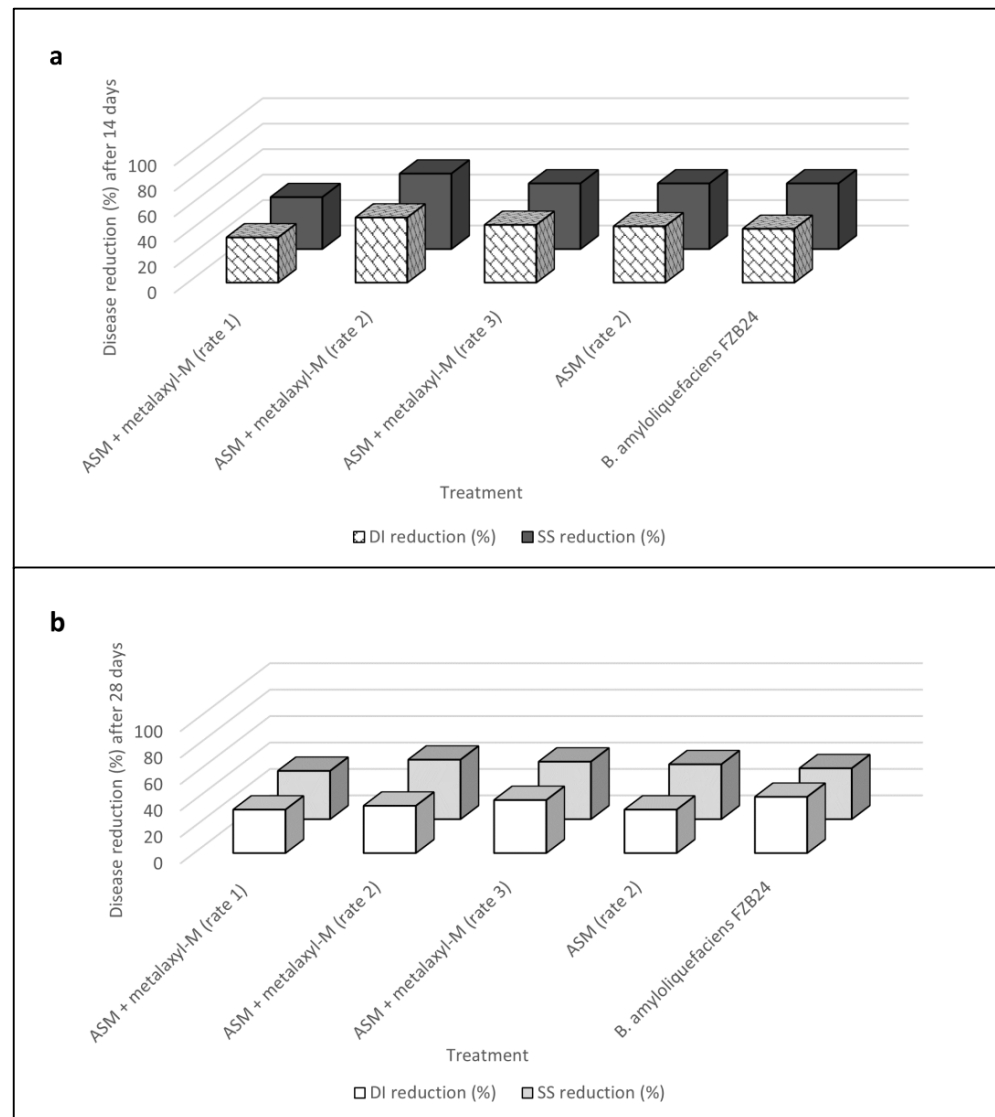 a
Disease reduction (%) after 14 days
100
80
60
40
20
0
ASM + metalaxyl-M (rate 1)
ASM + metalaxyl-M (rate 2)
ASM + metalaxyl-M (rate 3)
ASM (rate 2)
B. amyloliquefaciens FZB24
Treatment
DI reduction (%) SS reduction (%)
b
Disease reduction (%) after 28 days
100
80
60
40
20
0
ASM + metalaxyl-M (rate 1)
ASM + metalaxyl-M (rate 2)
ASM + metalaxyl-M (rate 3)
ASM (rate 2)
B. amyloliquefaciens FZB24
Treatment
DI reduction (%) SS reduction (%)